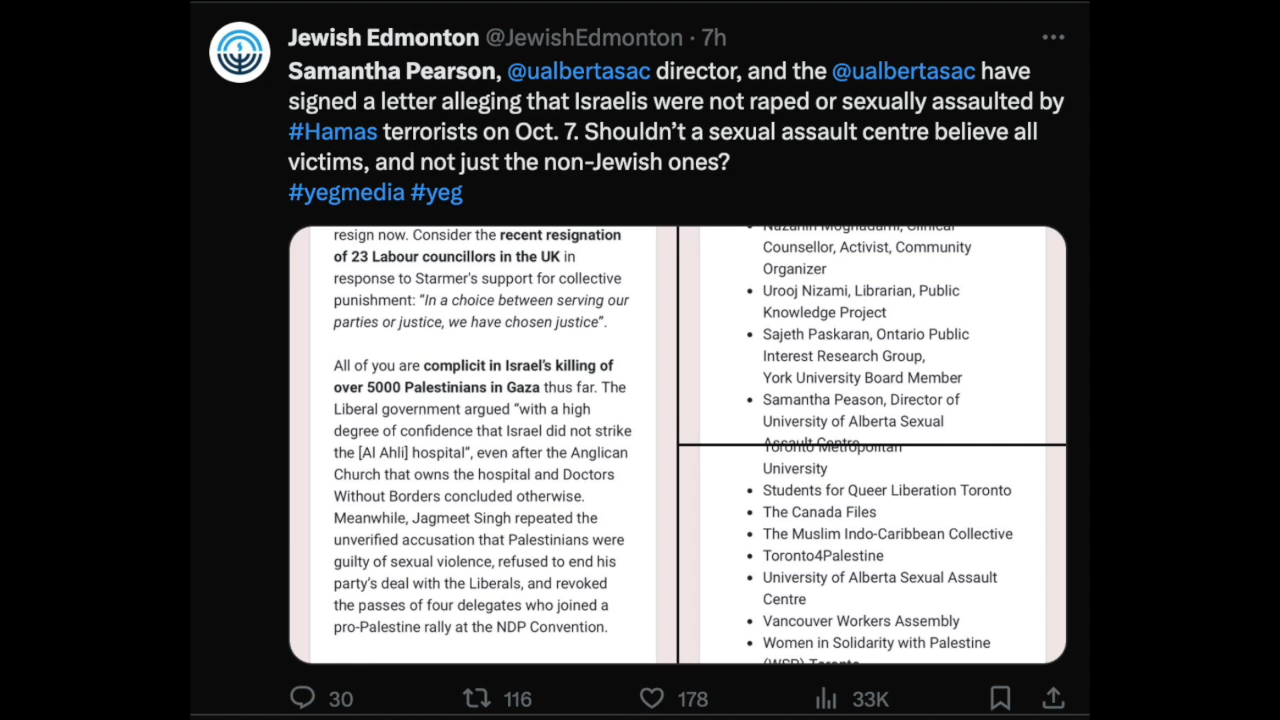 Jewish Edmonton @JewishEdmonton · 7h
Samantha Pearson, @ualbertasac director, and the @ualbertasac have
signed a letter alleging that Israelis were not raped or sexually assaulted by
#Hamas terrorists on Oct. 7. Shouldn't a sexual assault centre believe all
victims, and not just the non-Jewish ones?
#yegmedia #yeg
resign now. Consider the recent resignation
of 23 Labour councillors in the UK in
response to Starmer's support for collective
punishment: “In a choice between serving our
parties or justice, we have chosen justice”.
All of you are complicit in Israel's killing of
over 5000 Palestinians in Gaza thus far. The
Liberal government argued “with a high
degree of confidence that Israel did not strike
the [Al Ahli] hospital”, even after the Anglican
Church that owns the hospital and Doctors
Without Borders concluded otherwise.
Meanwhile, Jagmeet Singh repeated the
unverified accusation that Palestinians were
guilty of sexual violence, refused to end his
party's deal with the Liberals, and revoked
the passes of four delegates who joined a
pro-Palestine rally at the NDP Convention.
• Nazanin Moghadami, Clinical
Counsellor, Activist, Community
Organizer
• Urooj Nizami, Librarian, Public
Knowledge Project
• Sajeth Paskaran, Ontario Public
Interest Research Group,
York University Board Member
• Samantha Peason, Director of
University of Alberta Sexual
Assault Centre
Toronto Metropolitan
University
• Students for Queer Liberation Toronto
• The Canada Files
• The Muslim Indo-Caribbean Collective
• Toronto4Palestine
• University of Alberta Sexual Assault
Centre
• Vancouver Workers Assembly
• Women in Solidarity with Palestine
(WSP) Toronto
30 116 178 33K